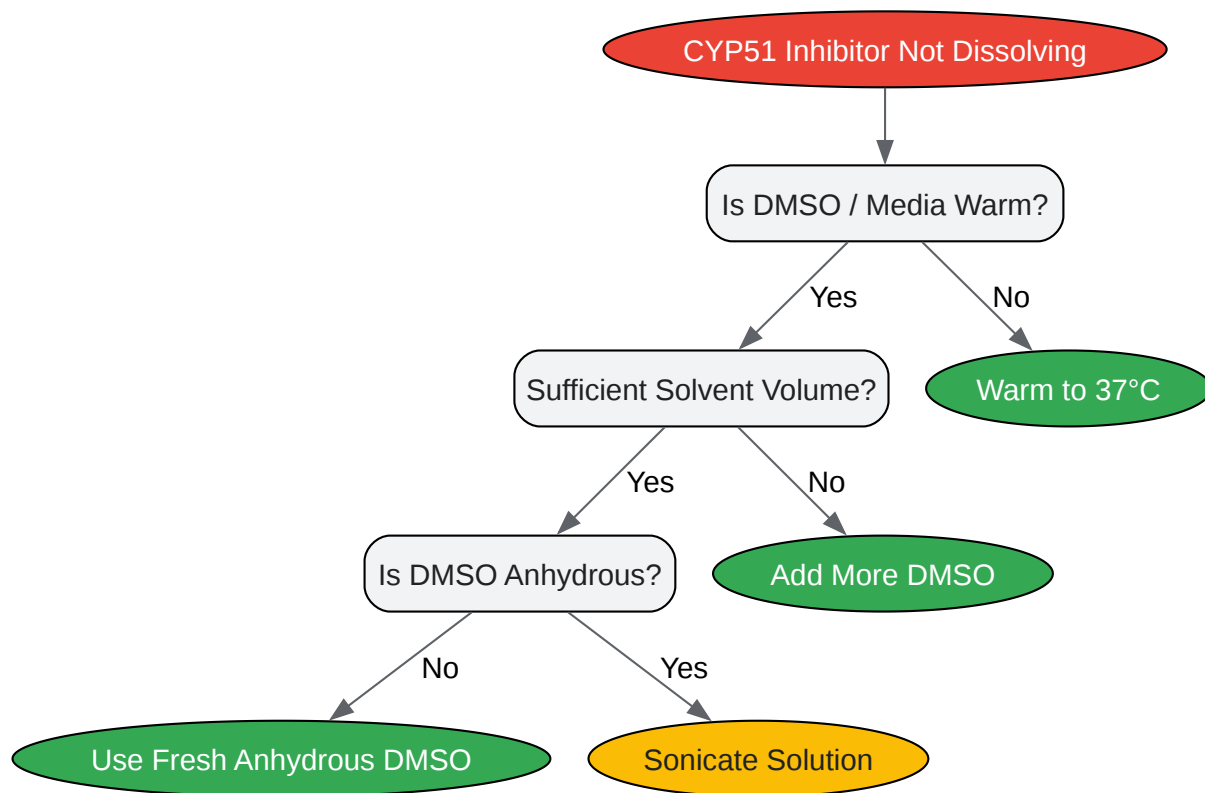 CYP51 Inhibitor Not Dissolving
Is DMSO / Media Warm?
Yes
No
Sufficient Solvent Volume?
Warm to 37°C
Yes
No
Is DMSO Anhydrous?
Add More DMSO
No
Yes
Use Fresh Anhydrous DMSO
Sonicate Solution